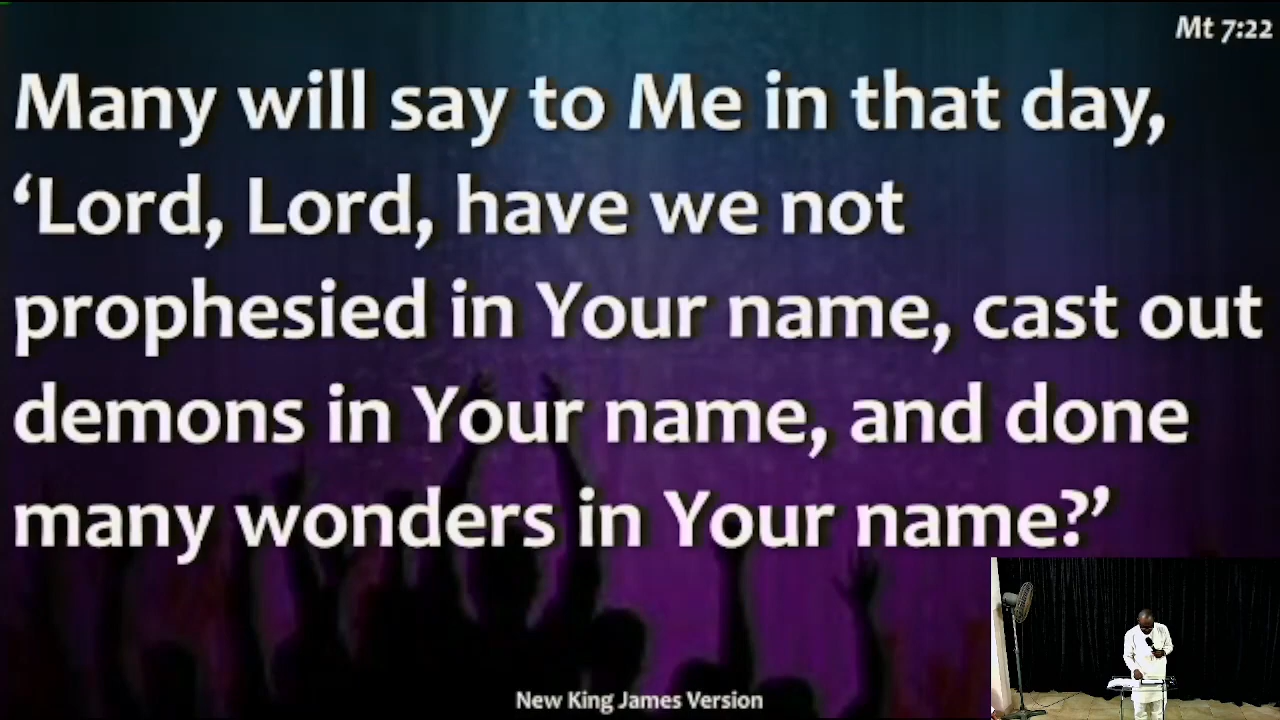 Mt 7:22
Many will say to Me in that day,
‘Lord, Lord, have we not
prophesied in Your name, cast out
demons in Your name, and done
many wonders in Your name?’
New King James Version